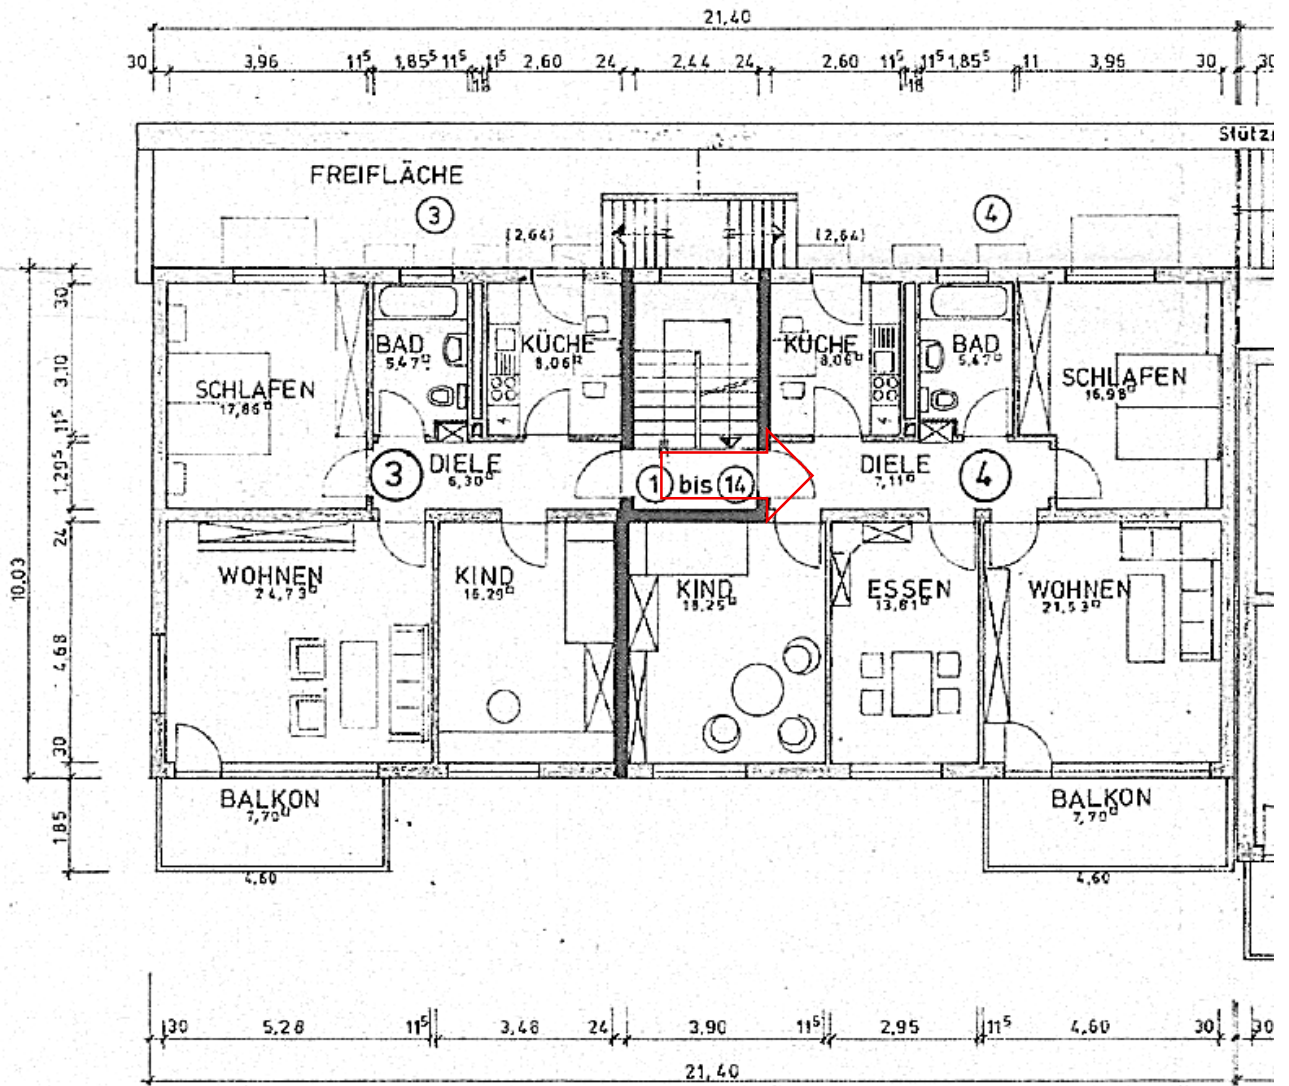 21,40
30 3,96 11⁵ 1,85⁵ 11⁵ 11⁵ 2,60 24 2,44 24 2,60 11⁵ 11⁵ 1,85⁵ 11 3,96 30 30
18 18
Stütz
FREIFLÄCHE
3 4
(2,64) (2,64)
30
3,10
11⁵
1,29⁵
24
4,68
30
1,85
10,03
BAD KÜCHE KÜCHE BAD
5,47 8,06 8,06 5,47
SCHLAFEN SCHLAFEN
17,86 16,98
3 DIELE DIELE 4
6,30 7,11
1 bis 14
WOHNEN KIND KIND ESSEN WOHNEN
24,73 16,29 18,25 13,81 21,53
BALKON BALKON
7,70 7,70
4,60 4,60
30 5,28 11⁵ 3,48 24 3,90 11⁵ 2,95 11⁵ 4,60 30 30
21,40